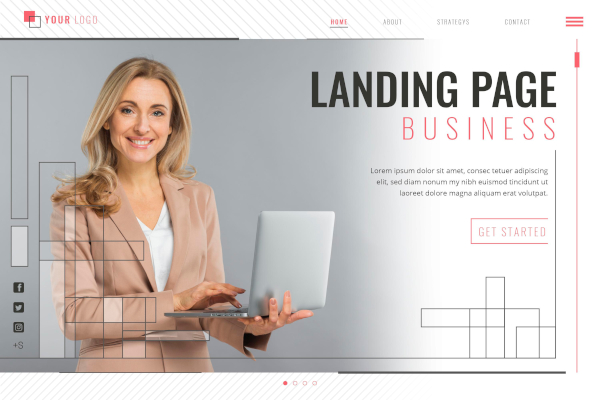 YOUR LOGO
HOME
ABOUT
STRATEGYS
CONTACT
LANDING PAGE
BUSINESS
Lorem ipsum dolor sit amet, consec tetuer adipiscing
elit, sed diam nonum my nibh euismod tincidunt ut
laoreet dolore magna aliquam erat volutpat.
GET STARTED
+S